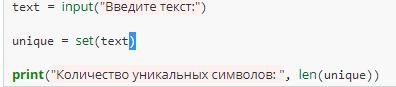 text = input("Введите текст:")
unique = set(text)
print("Количество уникальных символов: ", len(unique))